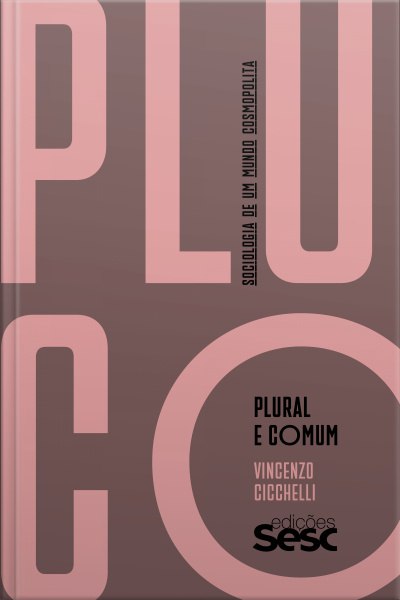 PLU
SOCIOLOGIA DE UM MUNDO COSMOPOLITA
CO
PLURAL
E COMUM
VINCENZO
CICCHELLI
edições
Sesc